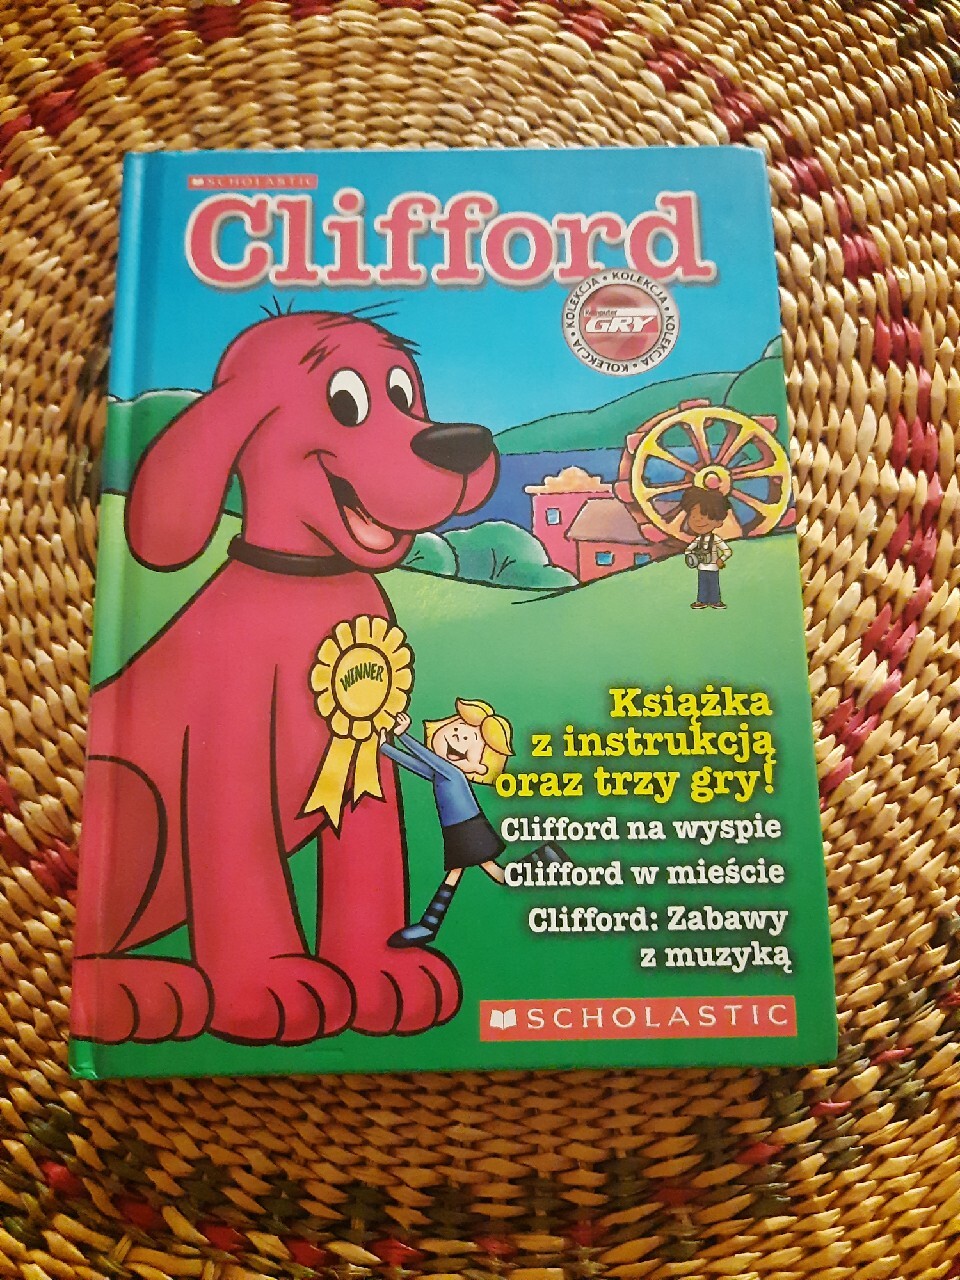 SCHOLASTIC
Clifford
KOLEKCJA • KOLEKCJA • KOLEKCJA • KOLEKCJA •
Komputer
GRY
WINNER
Książka
z instrukcją
oraz trzy gry!
Clifford na wyspie
Clifford w mieście
Clifford: Zabawy
z muzyką
SCHOLASTIC